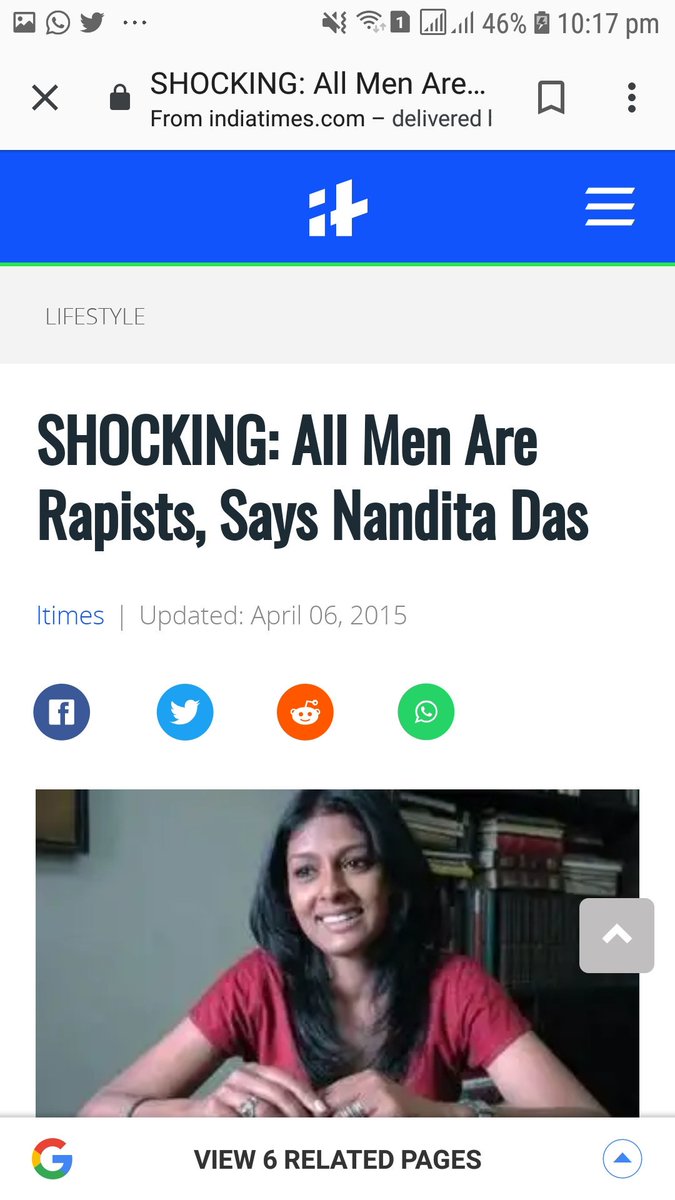 46% 10:17 pm
SHOCKING: All Men Are...
From indiatimes.com – delivered
it
LIFESTYLE
SHOCKING: All Men Are
Rapists, Says Nandita Das
Itimes | Updated: April 06, 2015
VIEW 6 RELATED PAGES